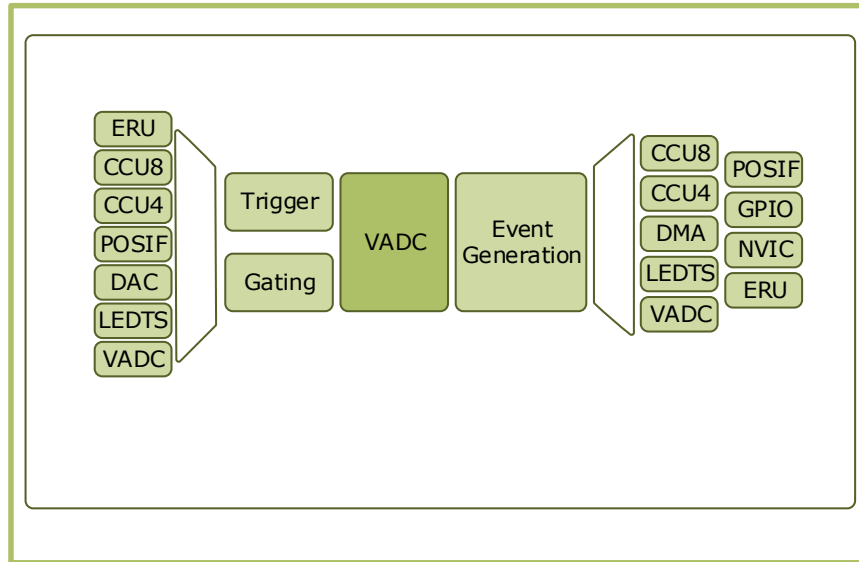 ERU
CCU8
CCU4
POSIF
DAC
LEDTS
VADC
Trigger
Gating
VADC
Event
Generation
CCU8
CCU4
DMA
LEDTS
VADC
POSIF
GPIO
NVIC
ERU